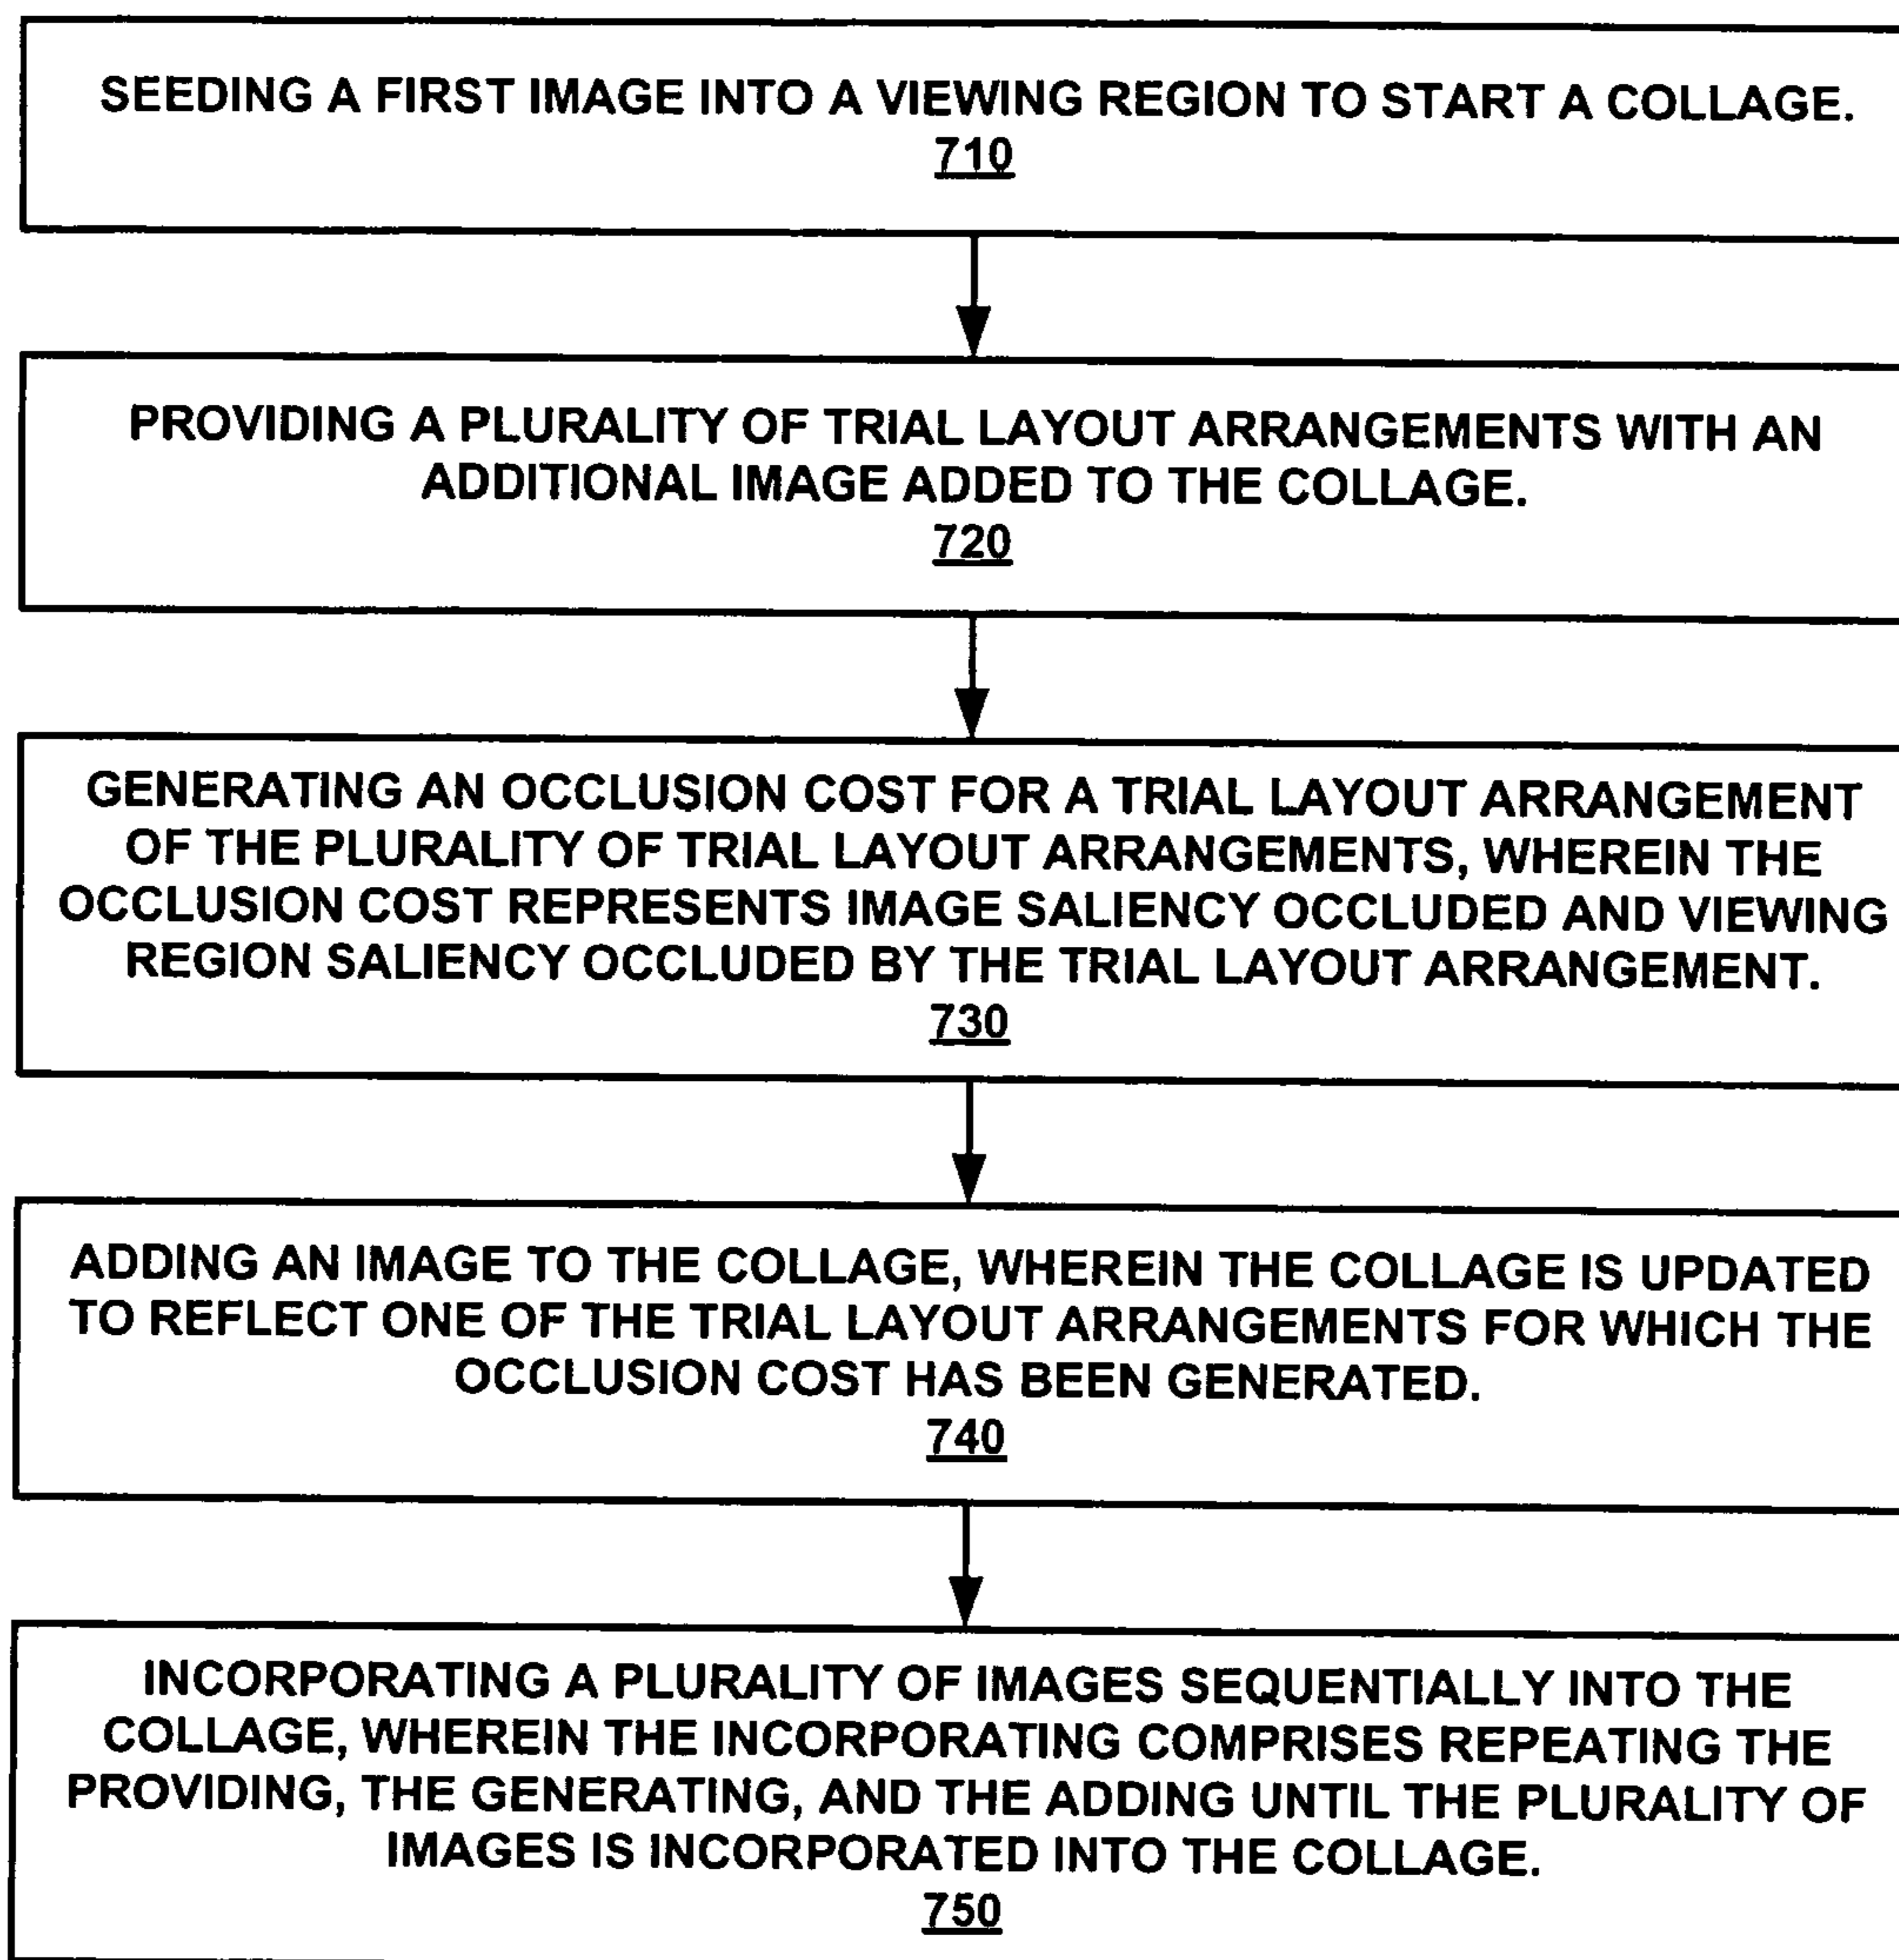 SEEDING A FIRST IMAGE INTO A VIEWING REGION TO START A COLLAGE.
710
PROVIDING A PLURALITY OF TRIAL LAYOUT ARRANGEMENTS WITH AN
ADDITIONAL IMAGE ADDED TO THE COLLAGE.
720
GENERATING AN OCCLUSION COST FOR A TRIAL LAYOUT ARRANGEMENT
OF THE PLURALITY OF TRIAL LAYOUT ARRANGEMENTS, WHEREIN THE
OCCLUSION COST REPRESENTS IMAGE SALIENCY OCCLUDED AND VIEWING
REGION SALIENCY OCCLUDED BY THE TRIAL LAYOUT ARRANGEMENT.
730
ADDING AN IMAGE TO THE COLLAGE, WHEREIN THE COLLAGE IS UPDATED
TO REFLECT ONE OF THE TRIAL LAYOUT ARRANGEMENTS FOR WHICH THE
OCCLUSION COST HAS BEEN GENERATED.
740
INCORPORATING A PLURALITY OF IMAGES SEQUENTIALLY INTO THE
COLLAGE, WHEREIN THE INCORPORATING COMPRISES REPEATING THE
PROVIDING, THE GENERATING, AND THE ADDING UNTIL THE PLURALITY OF
IMAGES IS INCORPORATED INTO THE COLLAGE.
750